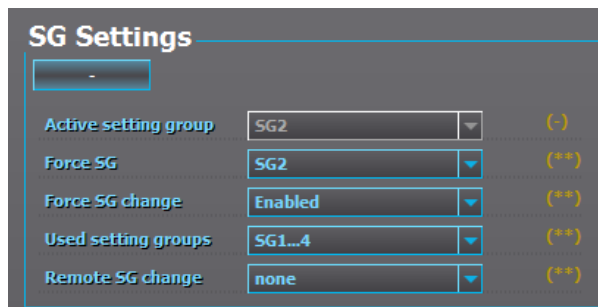 SG Settings
-
Active setting group SG2 (-)
Force SG SG2 (**)
Force SG change Enabled (**)
Used setting groups SG1...4 (**)
Remote SG change none (**)